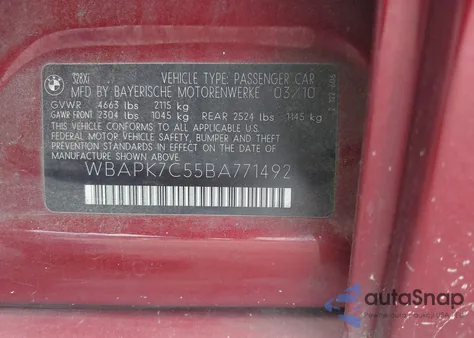 328Xi
VEHICLE TYPE: PASSENGER CAR
MFD BY BAYERISCHE MOTORENWERKE 03/10
GVWR 4663 lbs 2115 kg
GAWR FRONT 2304 lbs 1045 kg REAR 2524 lbs 1145 kg
THIS VEHICLE CONFORMS TO ALL APPLICABLE U.S.
FEDERAL MOTOR VEHICLE SAFETY, BUMPER AND THEFT
PREVENTION STANDARDS IN EFFECT ON THE DATE OF
MANUFACTURE SHOWN ABOVE.
WBAPK7C55BA771492
autoSnap